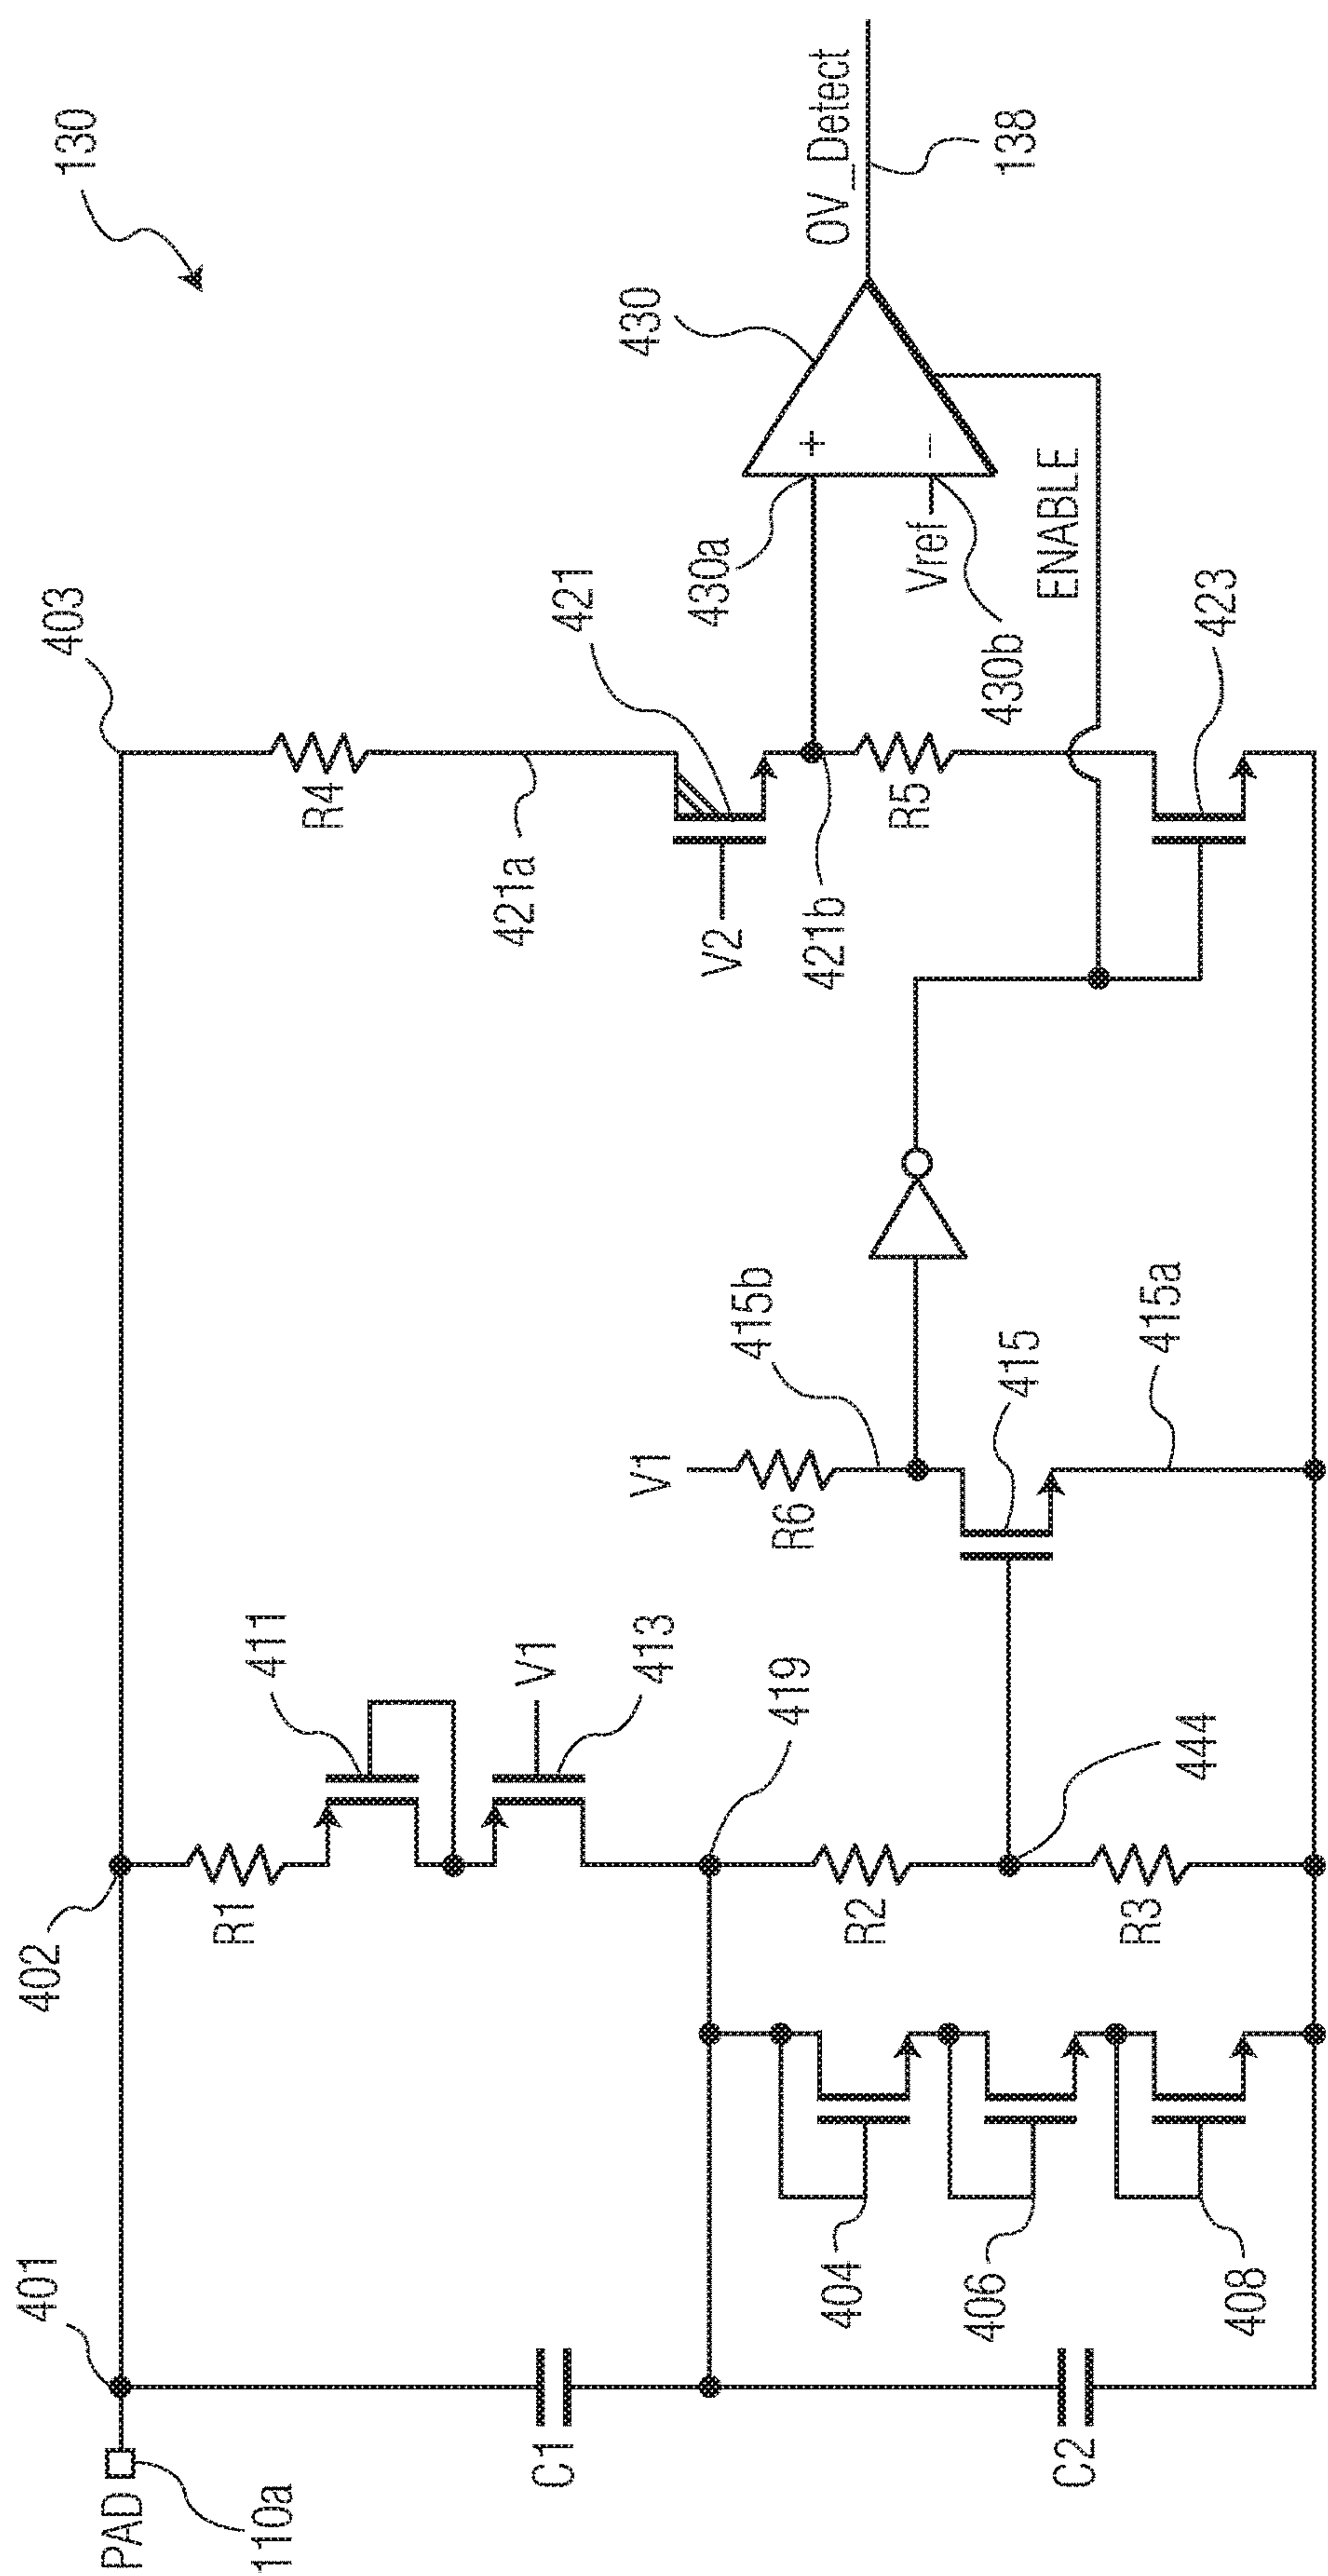 130
403
402
401
PAD
110a
R1
411
V1
413
419
R2
444
R3
404
406
408
C1
C2
V1
R6
415b
415
415a
R4
421a
421
V2
421b
R5
423
430a
430
Vref
430b
ENABLE
OV_Detect
138
+
–